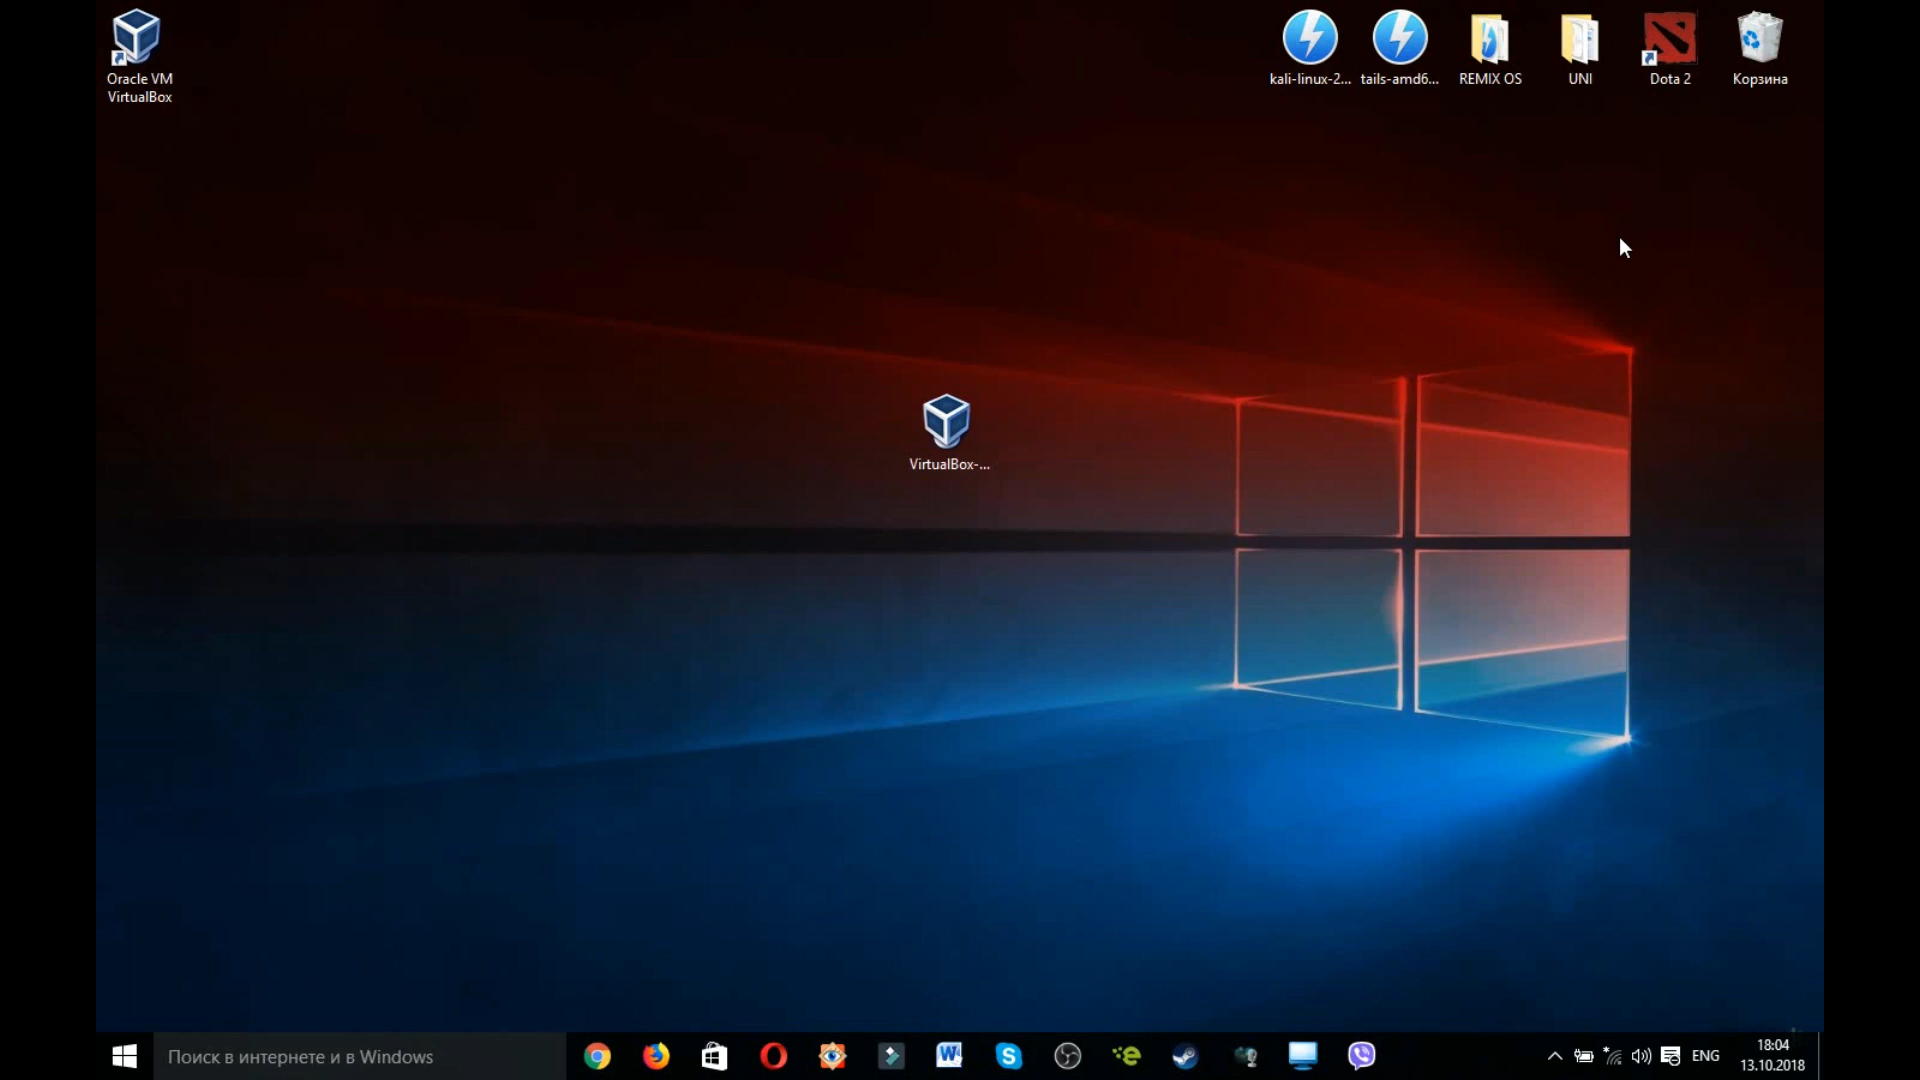 Oracle VM
VirtualBox
kali-linux-2...
tails-amd6...
REMIX OS
UNI
Dota 2
Корзина
VirtualBox-...
Поиск в интернете и в Windows
ENG
18:04
13.10.2018